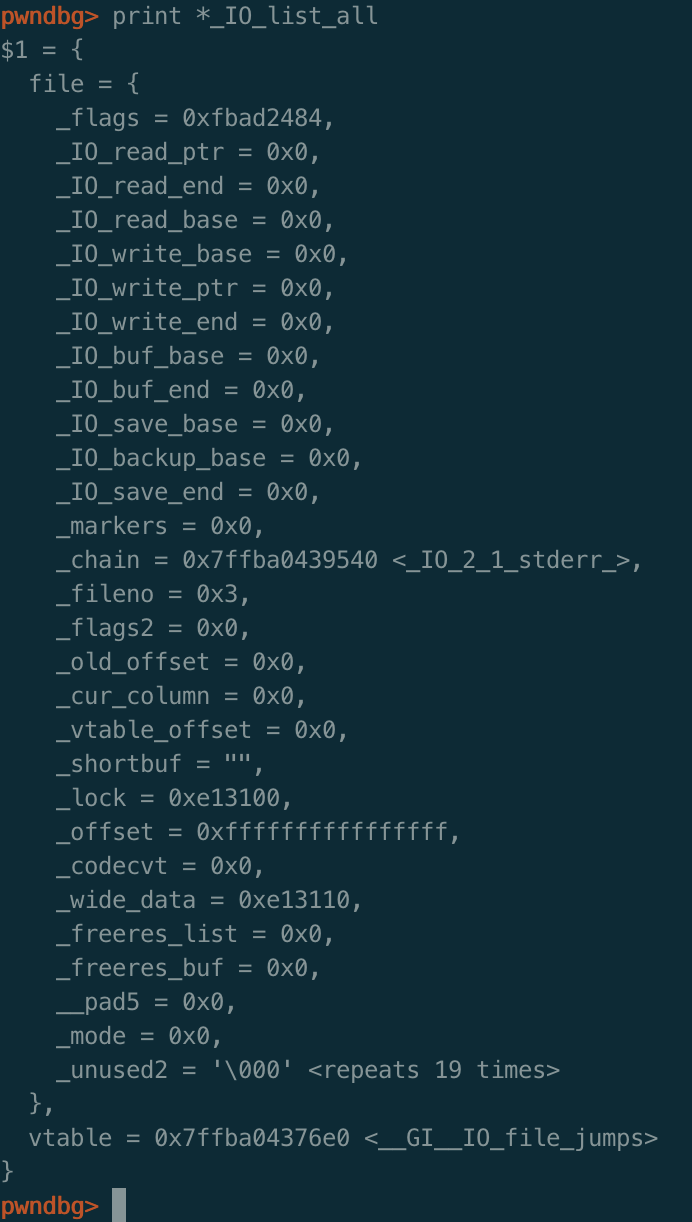 pwndbg> print *_IO_list_all
$1 = {
  file = {
    _flags = 0xfbad2484,
    _IO_read_ptr = 0x0,
    _IO_read_end = 0x0,
    _IO_read_base = 0x0,
    _IO_write_base = 0x0,
    _IO_write_ptr = 0x0,
    _IO_write_end = 0x0,
    _IO_buf_base = 0x0,
    _IO_buf_end = 0x0,
    _IO_save_base = 0x0,
    _IO_backup_base = 0x0,
    _IO_save_end = 0x0,
    _markers = 0x0,
    _chain = 0x7ffba0439540 <_IO_2_1_stderr_>,
    _fileno = 0x3,
    _flags2 = 0x0,
    _old_offset = 0x0,
    _cur_column = 0x0,
    _vtable_offset = 0x0,
    _shortbuf = "",
    _lock = 0xe13100,
    _offset = 0xffffffffffffffff,
    _codecvt = 0x0,
    _wide_data = 0xe13110,
    _freeres_list = 0x0,
    _freeres_buf = 0x0,
    __pad5 = 0x0,
    _mode = 0x0,
    _unused2 = '\000' <repeats 19 times>
  },
  vtable = 0x7ffba04376e0 <__GI__IO_file_jumps>
}
pwndbg>